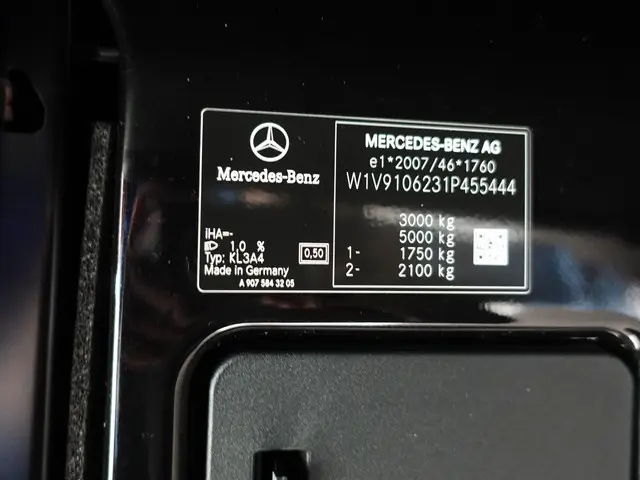 Mercedes-Benz
iHA=-
1,0 %
Typ: KL3A4
Made in Germany
A 907 584 32 05
0,50
MERCEDES-BENZ AG
e1*2007/46*1760
W1V9106231P455444
3000 kg
5000 kg
1- 1750 kg
2- 2100 kg